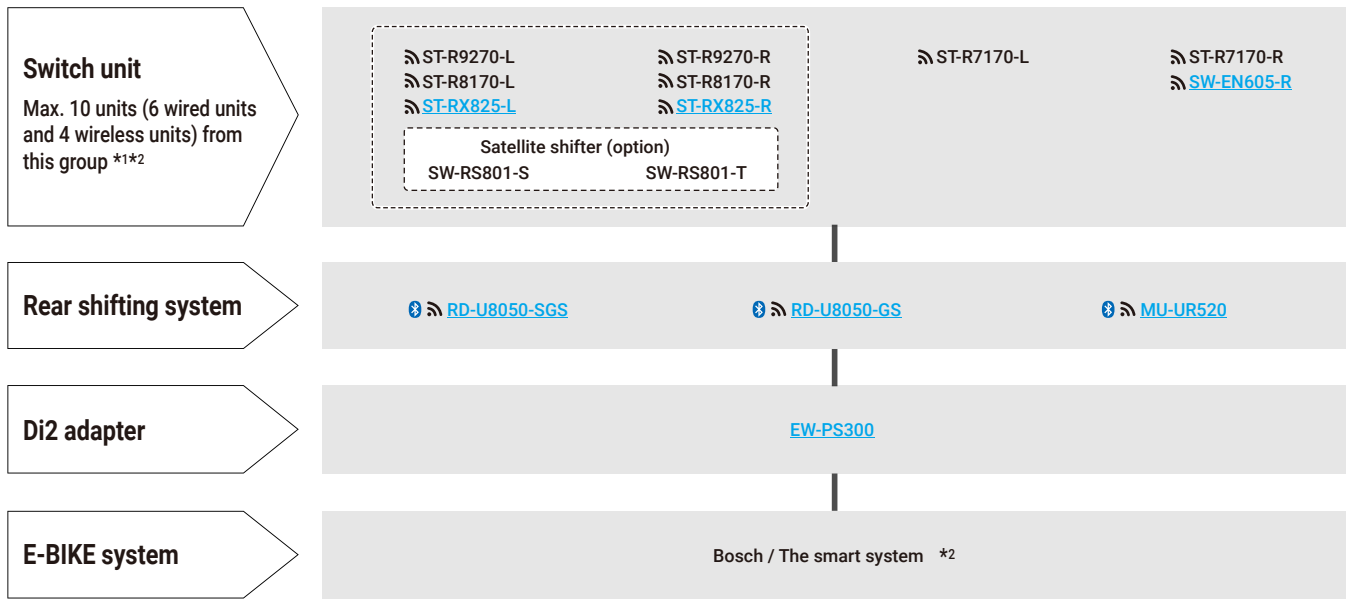 Switch unit
Max. 10 units (6 wired units
and 4 wireless units) from
this group *1*2
ST-R9270-L ST-R9270-R ST-R7170-L ST-R7170-R
ST-R8170-L ST-R8170-R SW-EN605-R
ST-RX825-L ST-RX825-R
Satellite shifter (option)
SW-RS801-S SW-RS801-T
Rear shifting system
RD-U8050-SGS RD-U8050-GS MU-UR520
Di2 adapter
EW-PS300
E-BIKE system
Bosch / The smart system *2